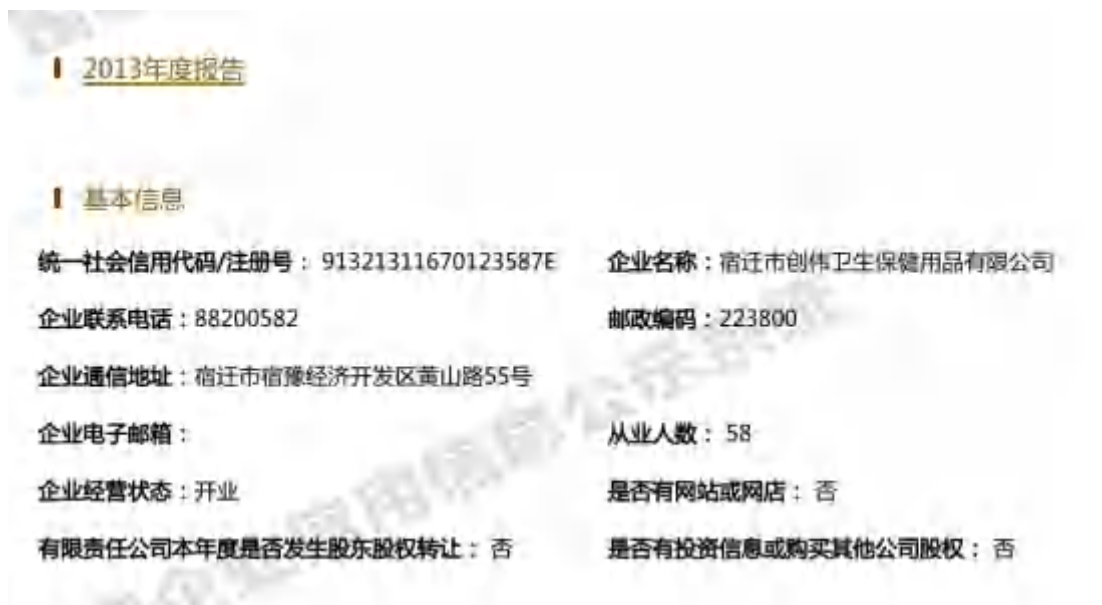 2013年度报告
基本信息
统一社会信用代码/注册号： 91321311670123587E 企业名称：宿迁市创伟卫生保健用品有限公司
企业联系电话：88200582 邮政编码：223800
企业通信地址：宿迁市宿豫经济开发区黄山路55号
企业电子邮箱： 从业人数： 58
企业经营状态：开业 是否有网站或网店： 否
有限责任公司本年度是否发生股东股权转让： 否 是否有投资信息或购买其他公司股权： 否